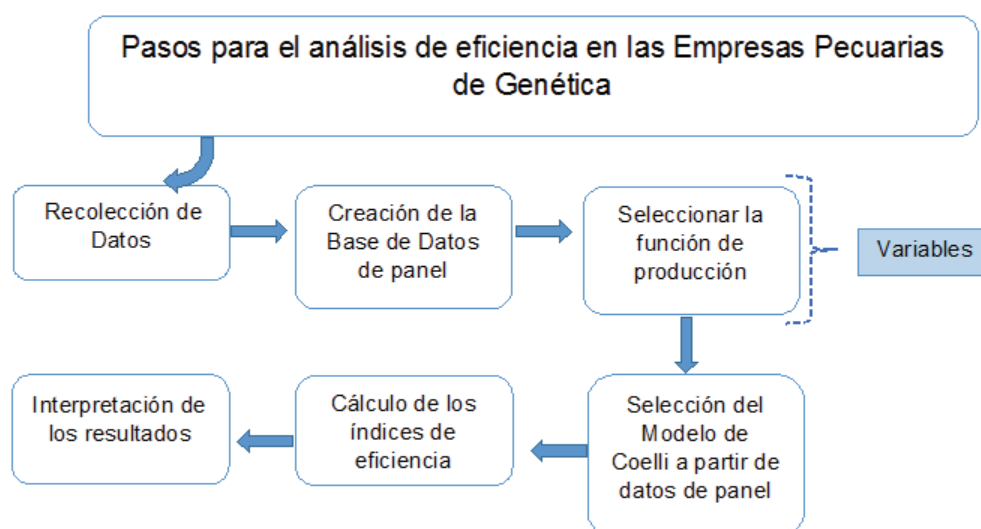 Pasos para el análisis de eficiencia en las Empresas Pecuarias
de Genética
Recolección de
Datos
Creación de la
Base de Datos
de panel
Seleccionar la
función de
producción
Variables
Selección del
Modelo de
Coelli a partir de
datos de panel
Cálculo de los
índices de
eficiencia
Interpretación de
los resultados